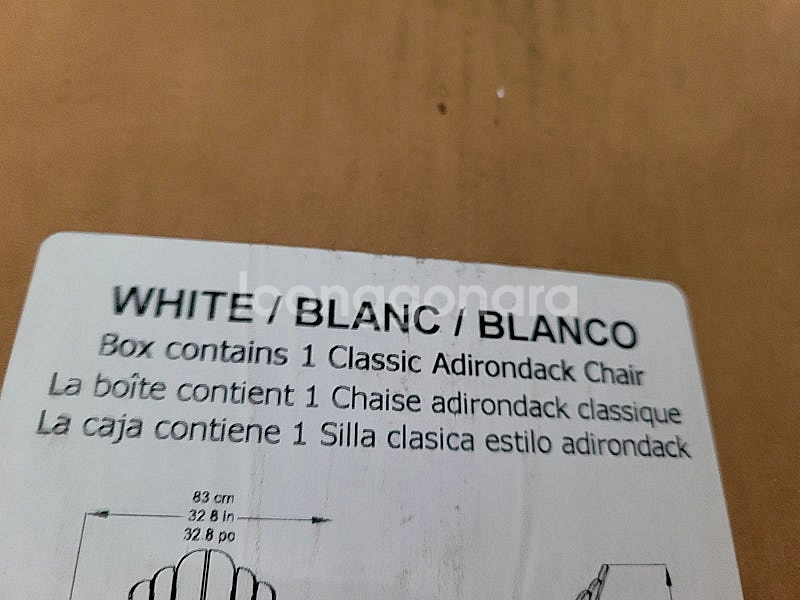 WHITE / BLANC / BLANCO
Box contains 1 Classic Adirondack Chair
La boîte contient 1 Chaise adirondack classique
La caja contiene 1 Silla clasica estilo adirondack
83 cm
32.8 in
32.8 po